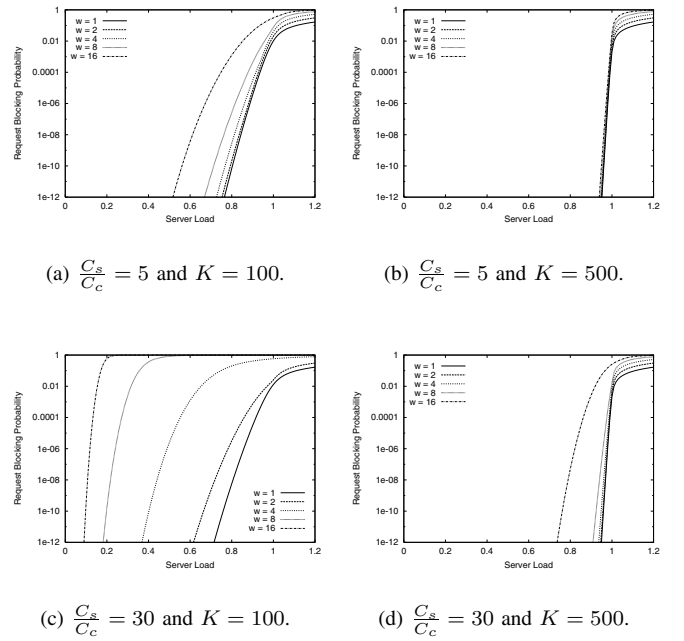 Request Blocking Probability
1
0.01
0.0001
1e-06
1e-08
1e-10
1e-12
w = 1
w = 2
w = 4
w = 8
w = 16
0 0.2 0.4 0.6 0.8 1 1.2
Server Load
(a) C_s/C_c = 5 and K = 100.
Request Blocking Probability
1
0.01
0.0001
1e-06
1e-08
1e-10
1e-12
w = 1
w = 2
w = 4
w = 8
w = 16
0 0.2 0.4 0.6 0.8 1 1.2
Server Load
(b) C_s/C_c = 5 and K = 500.
Request Blocking Probability
1
0.01
0.0001
1e-06
1e-08
1e-10
1e-12
w = 1
w = 2
w = 4
w = 8
w = 16
0 0.2 0.4 0.6 0.8 1 1.2
Server Load
(c) C_s/C_c = 30 and K = 100.
Request Blocking Probability
1
0.01
0.0001
1e-06
1e-08
1e-10
1e-12
w = 1
w = 2
w = 4
w = 8
w = 16
0 0.2 0.4 0.6 0.8 1 1.2
Server Load
(d) C_s/C_c = 30 and K = 500.